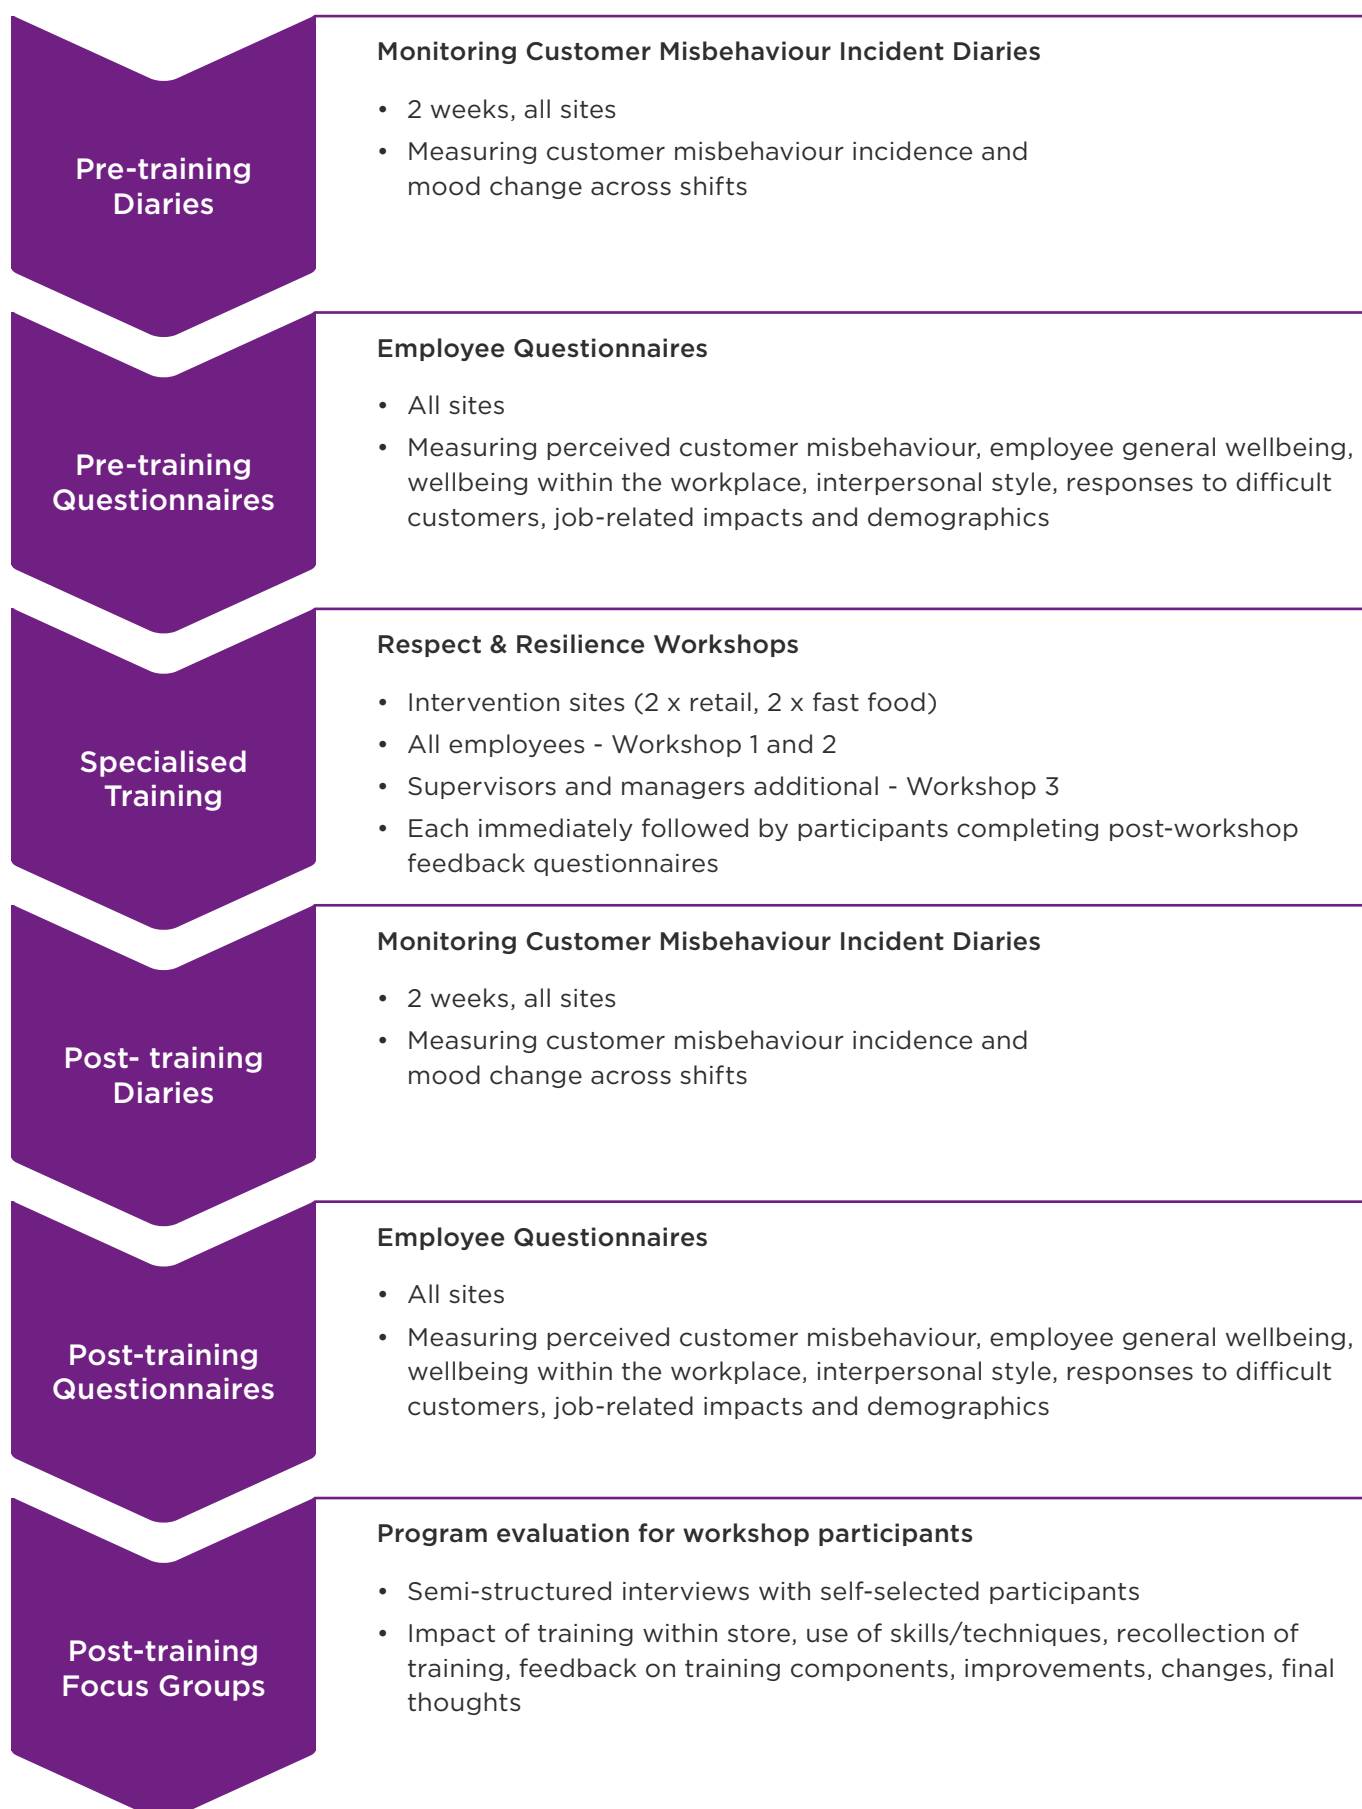 Pre-training
Diaries
Monitoring Customer Misbehaviour Incident Diaries
• 2 weeks, all sites
• Measuring customer misbehaviour incidence and
mood change across shifts
Pre-training
Questionnaires
Employee Questionnaires
• All sites
• Measuring perceived customer misbehaviour, employee general wellbeing,
wellbeing within the workplace, interpersonal style, responses to difficult
customers, job-related impacts and demographics
Specialised
Training
Respect & Resilience Workshops
• Intervention sites (2 x retail, 2 x fast food)
• All employees - Workshop 1 and 2
• Supervisors and managers additional - Workshop 3
• Each immediately followed by participants completing post-workshop
feedback questionnaires
Post- training
Diaries
Monitoring Customer Misbehaviour Incident Diaries
• 2 weeks, all sites
• Measuring customer misbehaviour incidence and
mood change across shifts
Post-training
Questionnaires
Employee Questionnaires
• All sites
• Measuring perceived customer misbehaviour, employee general wellbeing,
wellbeing within the workplace, interpersonal style, responses to difficult
customers, job-related impacts and demographics
Post-training
Focus Groups
Program evaluation for workshop participants
• Semi-structured interviews with self-selected participants
• Impact of training within store, use of skills/techniques, recollection of
training, feedback on training components, improvements, changes, final
thoughts